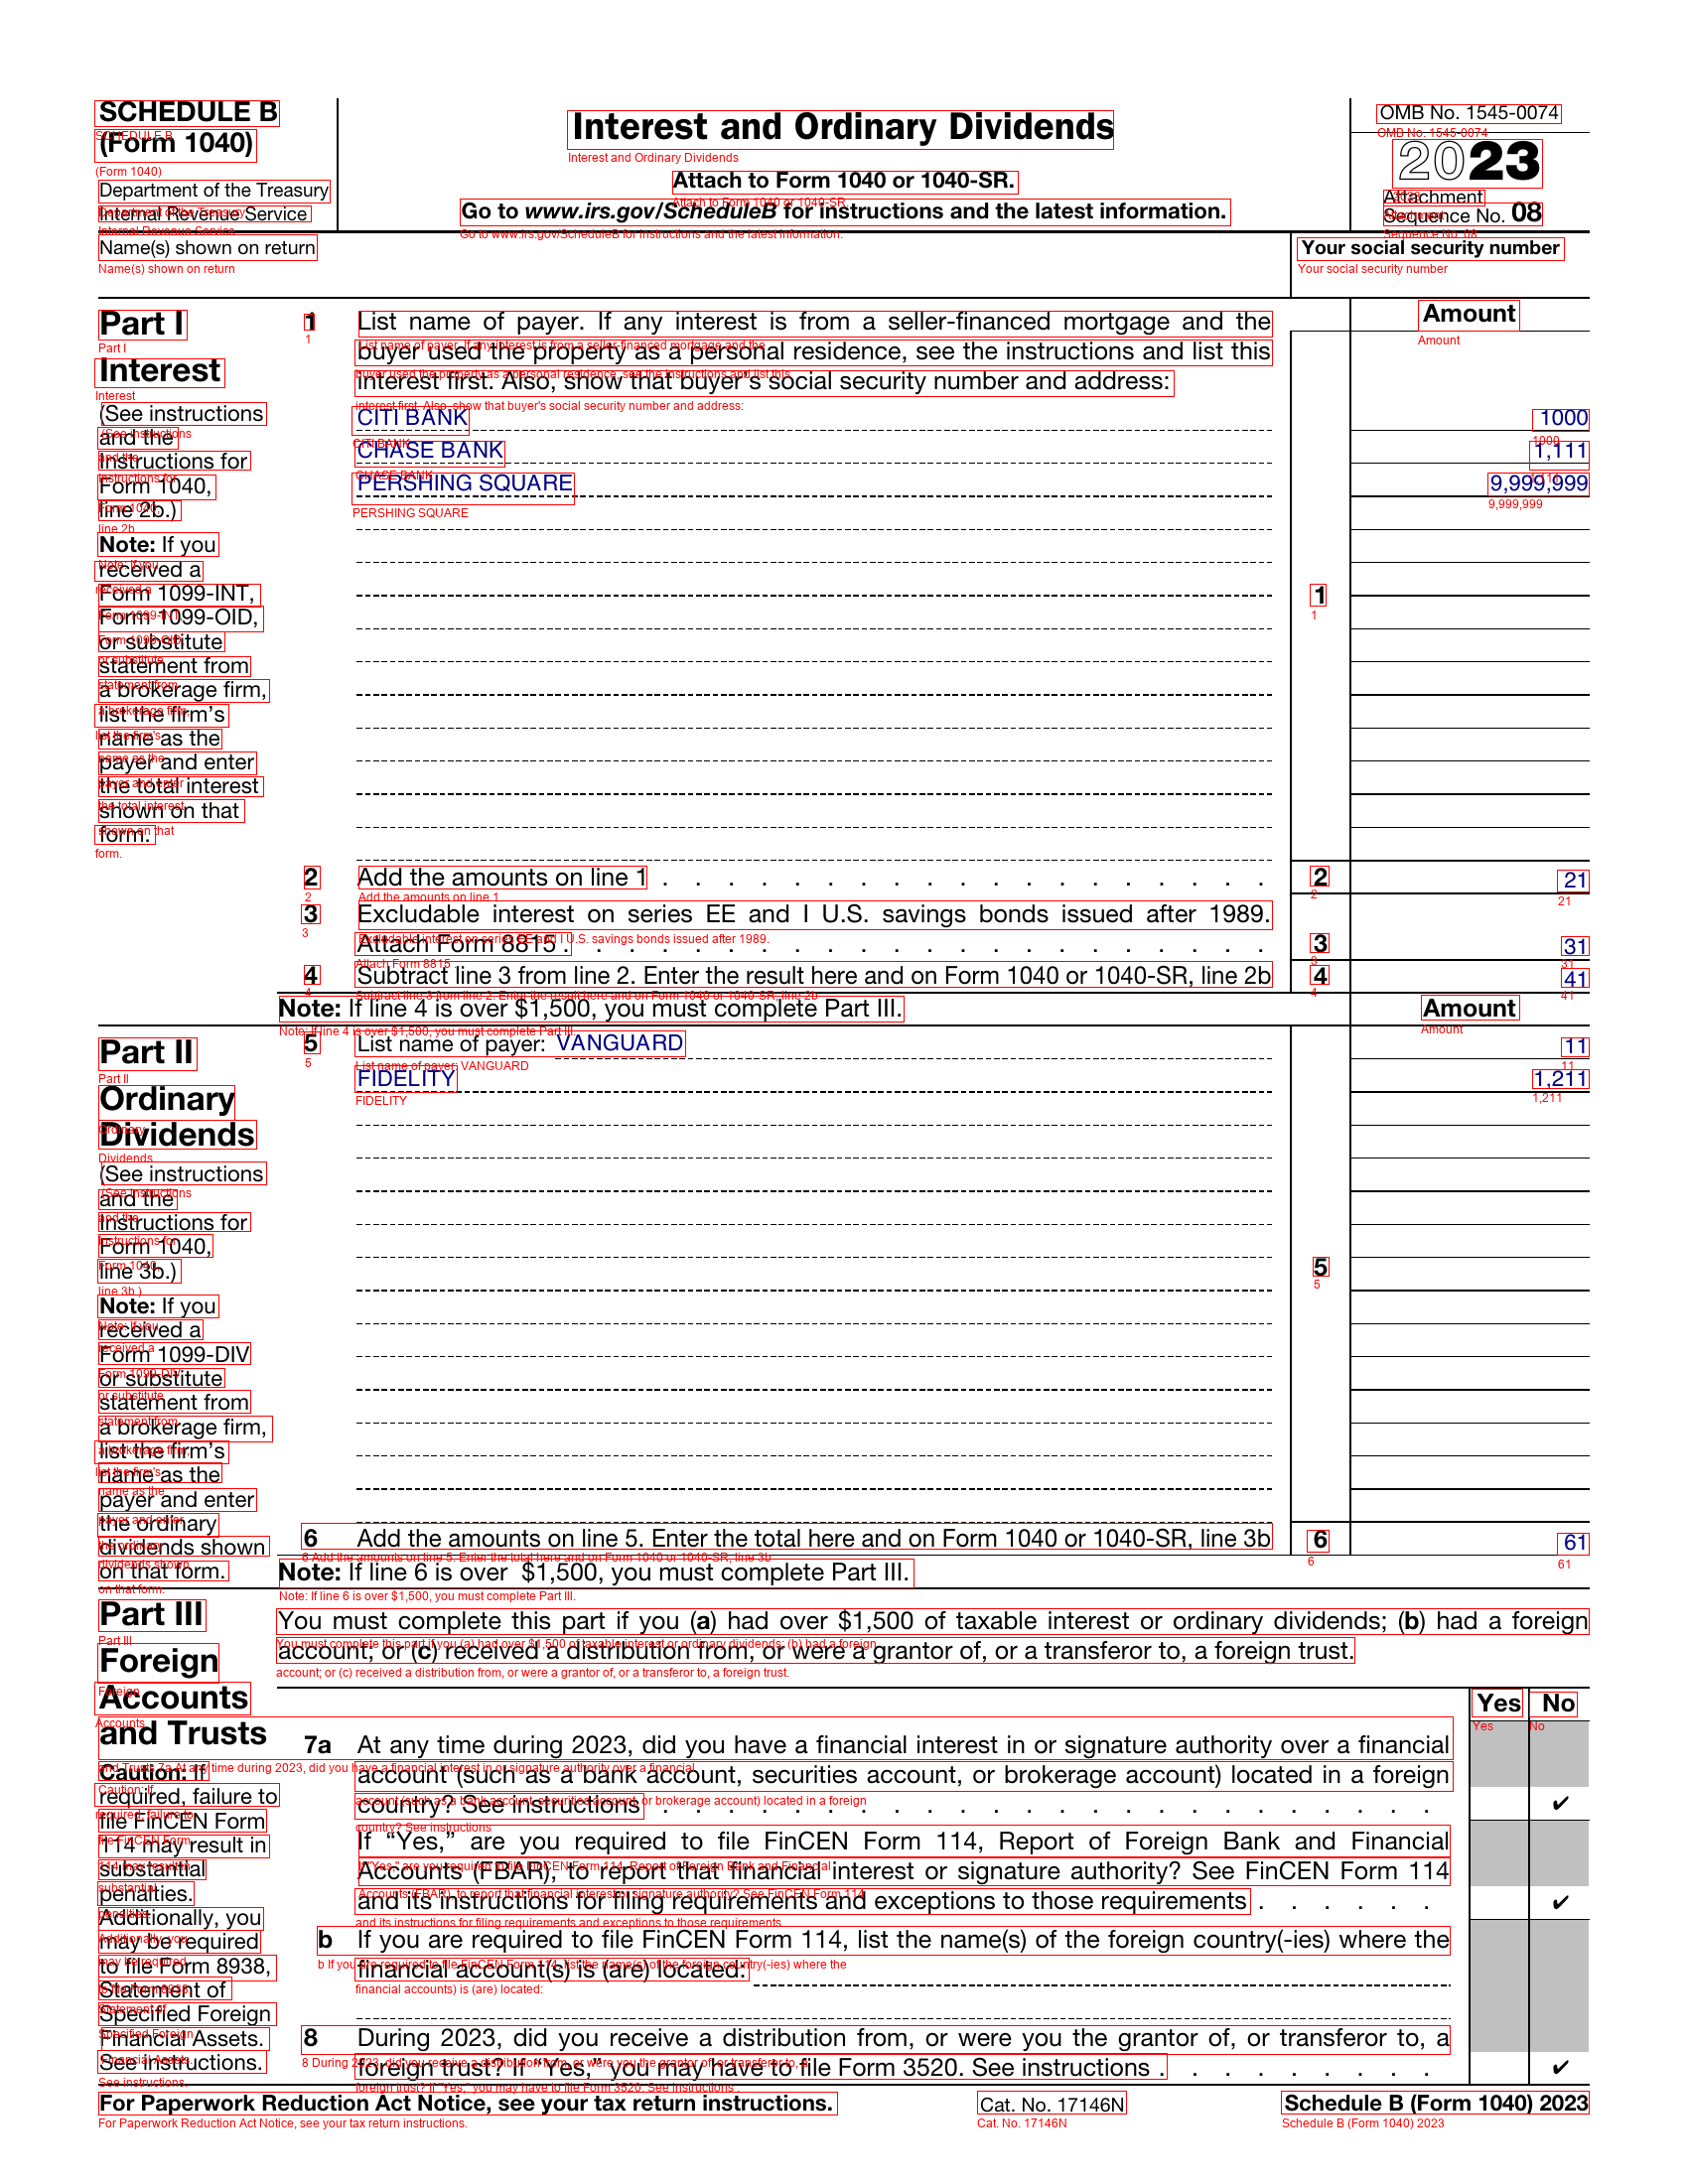 SCHEDULE B
(Form 1040)
Department of the Treasury
Internal Revenue Service
Interest and Ordinary Dividends
Attach to Form 1040 or 1040-SR.
Go to www.irs.gov/ScheduleB for instructions and the latest information.
OMB No. 1545-0074
2023
Attachment
Sequence No. 08
Name(s) shown on return
Your social security number
Part I
Interest
(See instructions
and the
instructions for
Form 1040,
line 2b.)
Note: If you
received a
Form 1099-INT,
Form 1099-OID,
or substitute
statement from
a brokerage firm,
list the firm's
name as the
payer and enter
the total interest
shown on that
form.
1 List name of payer. If any interest is from a seller-financed mortgage and the
buyer used the property as a personal residence, see the instructions and list this
interest first. Also, show that buyer's social security number and address:
Amount
CITI BANK 1000
CHASE BANK 1,111
PERSHING SQUARE 9,999,999
1
2 Add the amounts on line 1 . . . . . . . . . . . . . . . . . . . 2 21
3 Excludable interest on series EE and I U.S. savings bonds issued after 1989.
Attach Form 8815 . . . . . . . . . . . . . . . . . . . . . . 3 31
4 Subtract line 3 from line 2. Enter the result here and on Form 1040 or 1040-SR, line 2b 4 41
Note: If line 4 is over $1,500, you must complete Part III. Amount
Part II
Ordinary
Dividends
(See instructions
and the
instructions for
Form 1040,
line 3b.)
Note: If you
received a
Form 1099-DIV
or substitute
statement from
a brokerage firm,
list the firm's
name as the
payer and enter
the ordinary
dividends shown
on that form.
5 List name of payer: VANGUARD 11
FIDELITY 1,211
5
6 Add the amounts on line 5. Enter the total here and on Form 1040 or 1040-SR, line 3b 6 61
Note: If line 6 is over $1,500, you must complete Part III.
Part III
Foreign
Accounts
and Trusts
Caution: If
required, failure to
file FinCEN Form
114 may result in
substantial
penalties.
Additionally, you
may be required
to file Form 8938,
Statement of
Specified Foreign
Financial Assets.
See instructions.
You must complete this part if you (a) had over $1,500 of taxable interest or ordinary dividends; (b) had a foreign
account; or (c) received a distribution from, or were a grantor of, or a transferor to, a foreign trust.
Yes No
7a At any time during 2023, did you have a financial interest in or signature authority over a financial
account (such as a bank account, securities account, or brokerage account) located in a foreign
country? See instructions . . . . . . . . . . . . . . . . . . . . . . . . ✔
If “Yes,” are you required to file FinCEN Form 114, Report of Foreign Bank and Financial
Accounts (FBAR), to report that financial interest or signature authority? See FinCEN Form 114
and its instructions for filing requirements and exceptions to those requirements . . . . . . ✔
b If you are required to file FinCEN Form 114, list the name(s) of the foreign country(-ies) where the
financial account(s) is (are) located:
8 During 2023, did you receive a distribution from, or were you the grantor of, or transferor to, a
foreign trust? If “Yes,” you may have to file Form 3520. See instructions . . . . . . . . . ✔
For Paperwork Reduction Act Notice, see your tax return instructions.
Cat. No. 17146N
Schedule B (Form 1040) 2023